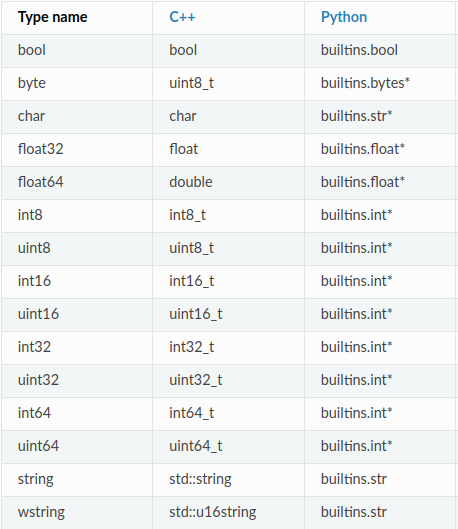 Type name C++ Python
bool bool builtins.bool
byte uint8_t builtins.bytes*
char char builtins.str*
float32 float builtins.float*
float64 double builtins.float*
int8 int8_t builtins.int*
uint8 uint8_t builtins.int*
int16 int16_t builtins.int*
uint16 uint16_t builtins.int*
int32 int32_t builtins.int*
uint32 uint32_t builtins.int*
int64 int64_t builtins.int*
uint64 uint64_t builtins.int*
string std::string builtins.str
wstring std::u16string builtins.str